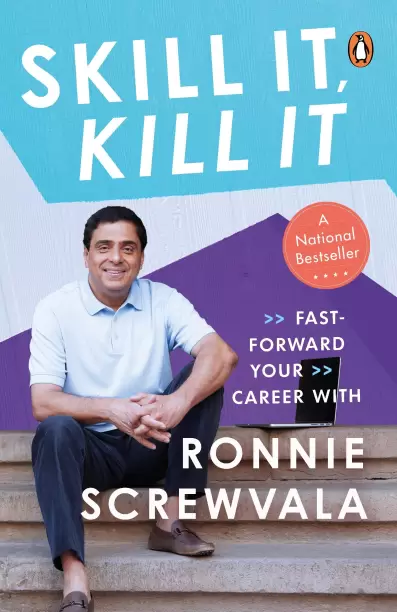 SKILL IT,
KILL IT
A
National
Bestseller
>> FAST-
FORWARD
YOUR >>
CAREER WITH
RONNIE
SCREWVALA